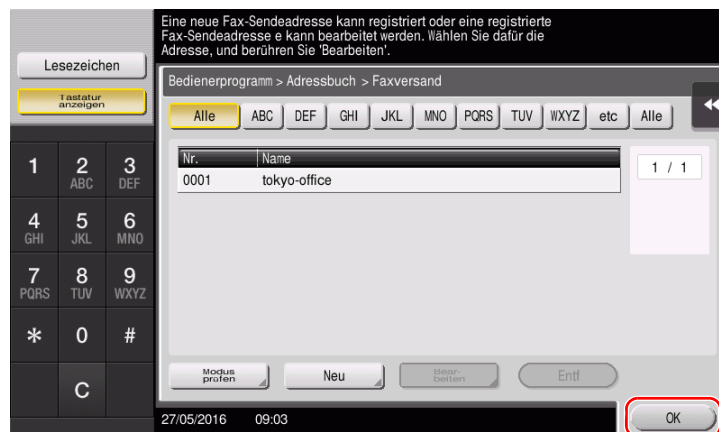 Eine neue Fax-Sendeadresse kann registriert oder eine registrierte
Fax-Sendeadresse e kann bearbeitet werden. Wählen Sie dafür die
Adresse, und berühren Sie 'Bearbeiten'.
Lesezeichen
Tastatur
anzeigen
Bedienerprogramm > Adressbuch > Faxversand
Alle ABC DEF GHI JKL MNO PQRS TUV WXYZ etc Alle
Nr. Name
0001 tokyo-office
1 / 1
1 2 3
ABC DEF
4 5 6
GHI JKL MNO
7 8 9
PQRS TUV WXYZ
* 0 #
C
Modus
prüfen
Neu
Bear-
beiten
Entf
27/05/2016 09:03
OK